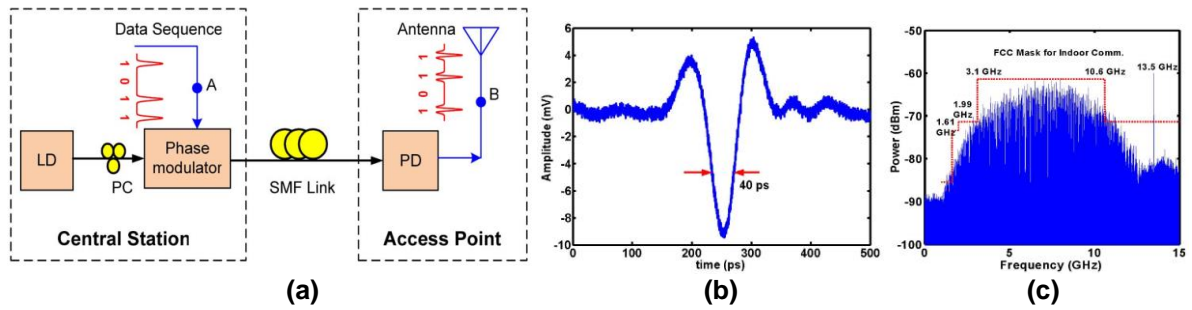 Data Sequence
1 0 1 1
A
LD
PC
Phase
modulator
Central Station
SMF Link
Antenna
1 0 1 1
B
PD
Access Point
(a)
Amplitude (mV)
6
4
2
0
-2
-4
-6
-8
-10
40 ps
0
100
200
300
400
500
time (ps)
(b)
Power (dBm)
-50
-60
-70
-80
-90
-100
FCC Mask for Indoor Comm.
3.1 GHz
10.6 GHz
13.5 GHz
1.99
GHz
1.61
GHz
5
10
15
Frequency (GHz)
(c)